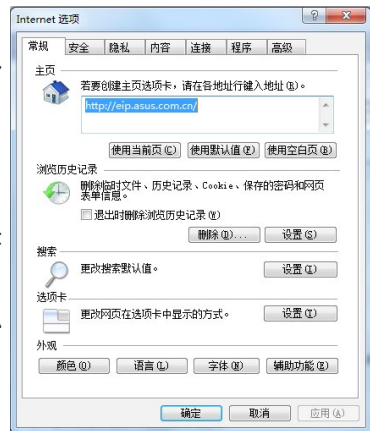 Internet 选项
常规 安全 隐私 内容 连接 程序 高级
主页
若要创建主页选项卡，请在各地址行键入地址(R)。
http://eip.asus.com.cn/
使用当前页(C) 使用默认值(F) 使用空白页(B)
浏览历史记录
删除临时文件、历史记录、Cookie、保存的密码和网页
表单信息。
退出时删除浏览历史记录(W)
删除(D)... 设置(S)
搜索
更改搜索默认值。 设置(I)
选项卡
更改网页在选项卡中显示的方式。 设置(T)
外观
颜色(O) 语言(L) 字体(N) 辅助功能(E)
确定 取消 应用(A)